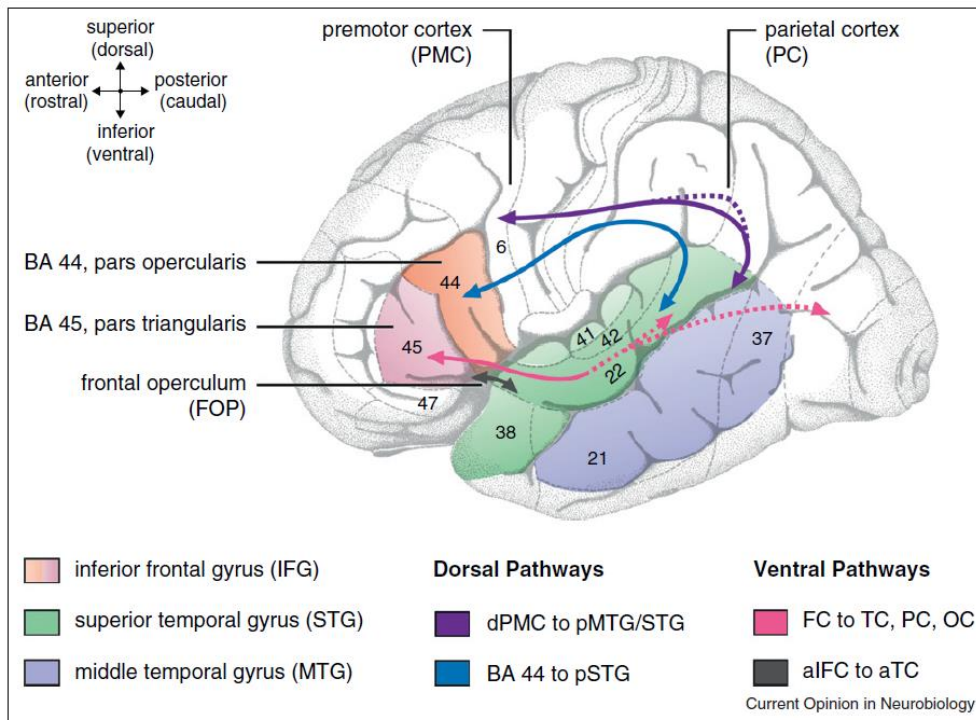 superior
(dorsal)
anterior
(rostral)
posterior
(caudal)
inferior
(ventral)
premotor cortex
(PMC)
parietal cortex
(PC)
BA 44, pars opercularis
BA 45, pars triangularis
frontal operculum
(FOP)
6
44
45
47
41
42
22
37
38
21
inferior frontal gyrus (IFG)
superior temporal gyrus (STG)
middle temporal gyrus (MTG)
Dorsal Pathways
dPMC to pMTG/STG
BA 44 to pSTG
Ventral Pathways
FC to TC, PC, OC
aIFC to aTC
Current Opinion in Neurobiology